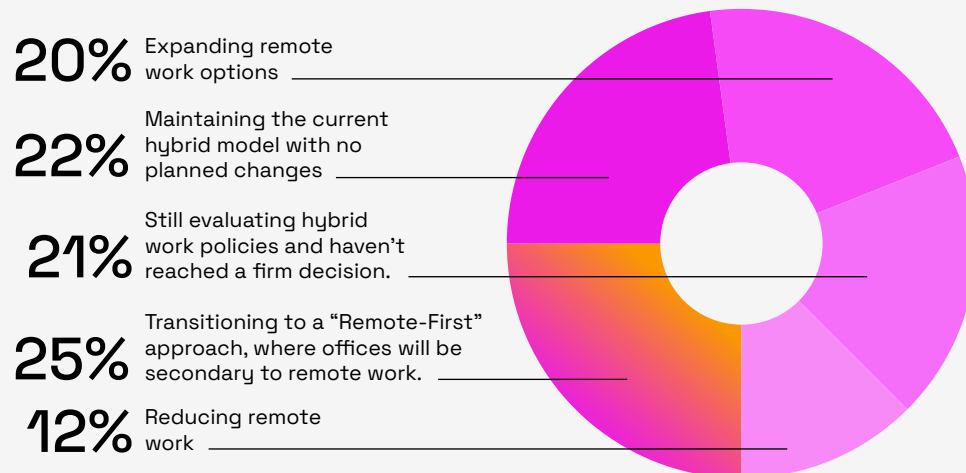 20%
Expanding remote
work options
22%
Maintaining the current
hybrid model with no
planned changes
21%
Still evaluating hybrid
work policies and haven't
reached a firm decision.
25%
Transitioning to a “Remote-First”
approach, where offices will be
secondary to remote work.
12%
Reducing remote
work